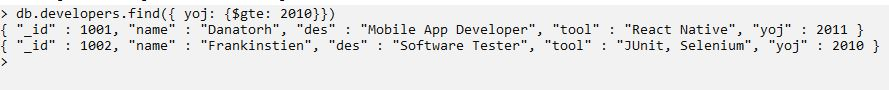 > db.developers.find({ yoj: {$gte: 2010}})
{ "_id" : 1001, "name" : "Danatorh", "des" : "Mobile App Developer", "tool" : "React Native", "yoj" : 2011 }
{ "_id" : 1002, "name" : "Frankinstien", "des" : "Software Tester", "tool" : "JUnit, Selenium", "yoj" : 2010 }
>